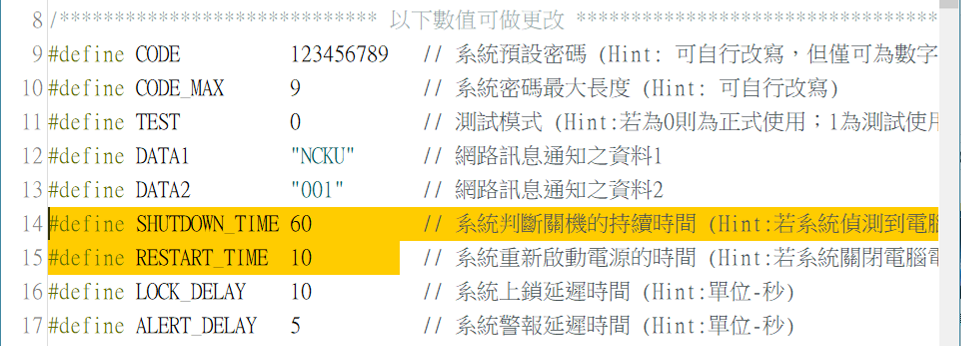 8 /****************************** 以下數值可做更改 **********************************
9 #define CODE 123456789 // 系統預設密碼 (Hint: 可自行改寫，但僅可為數字
10 #define CODE_MAX 9 // 系統密碼最大長度 (Hint: 可自行改寫)
11 #define TEST 0 // 測試模式 (Hint:若為0則為正式使用；1為測試使用
12 #define DATA1 "NCKU" // 網路訊息通知之資料1
13 #define DATA2 "001" // 網路訊息通知之資料2
14 #define SHUTDOWN_TIME 60 // 系統判斷關機的持續時間 (Hint:若系統偵測到電腦
15 #define RESTART_TIME 10 // 系統重新啟動電源的時間 (Hint:若系統關閉電腦電
16 #define LOCK_DELAY 10 // 系統上鎖延遲時間 (Hint:單位-秒)
17 #define ALERT_DELAY 5 // 系統警報延遲時間 (Hint:單位-秒)